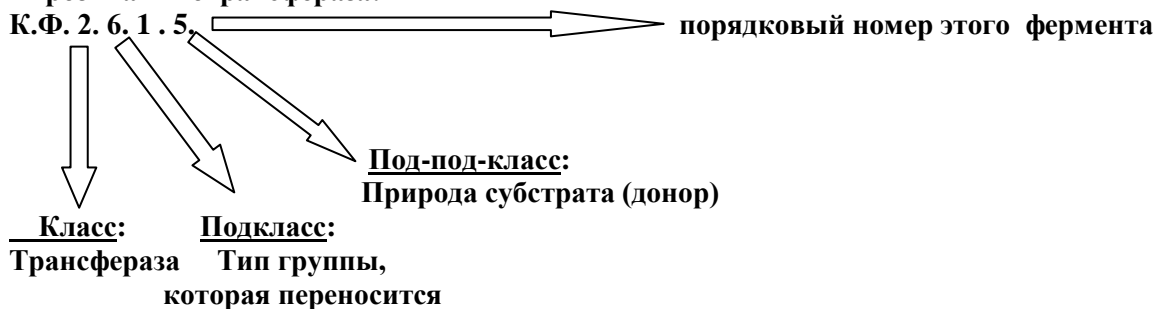 К.Ф. 2. 6. 1 . 5. порядковый номер этого фермента
Под-под-класс:
Природа субстрата (донор)
Класс: Подкласс:
Трансфераза Тип группы,
которая переносится